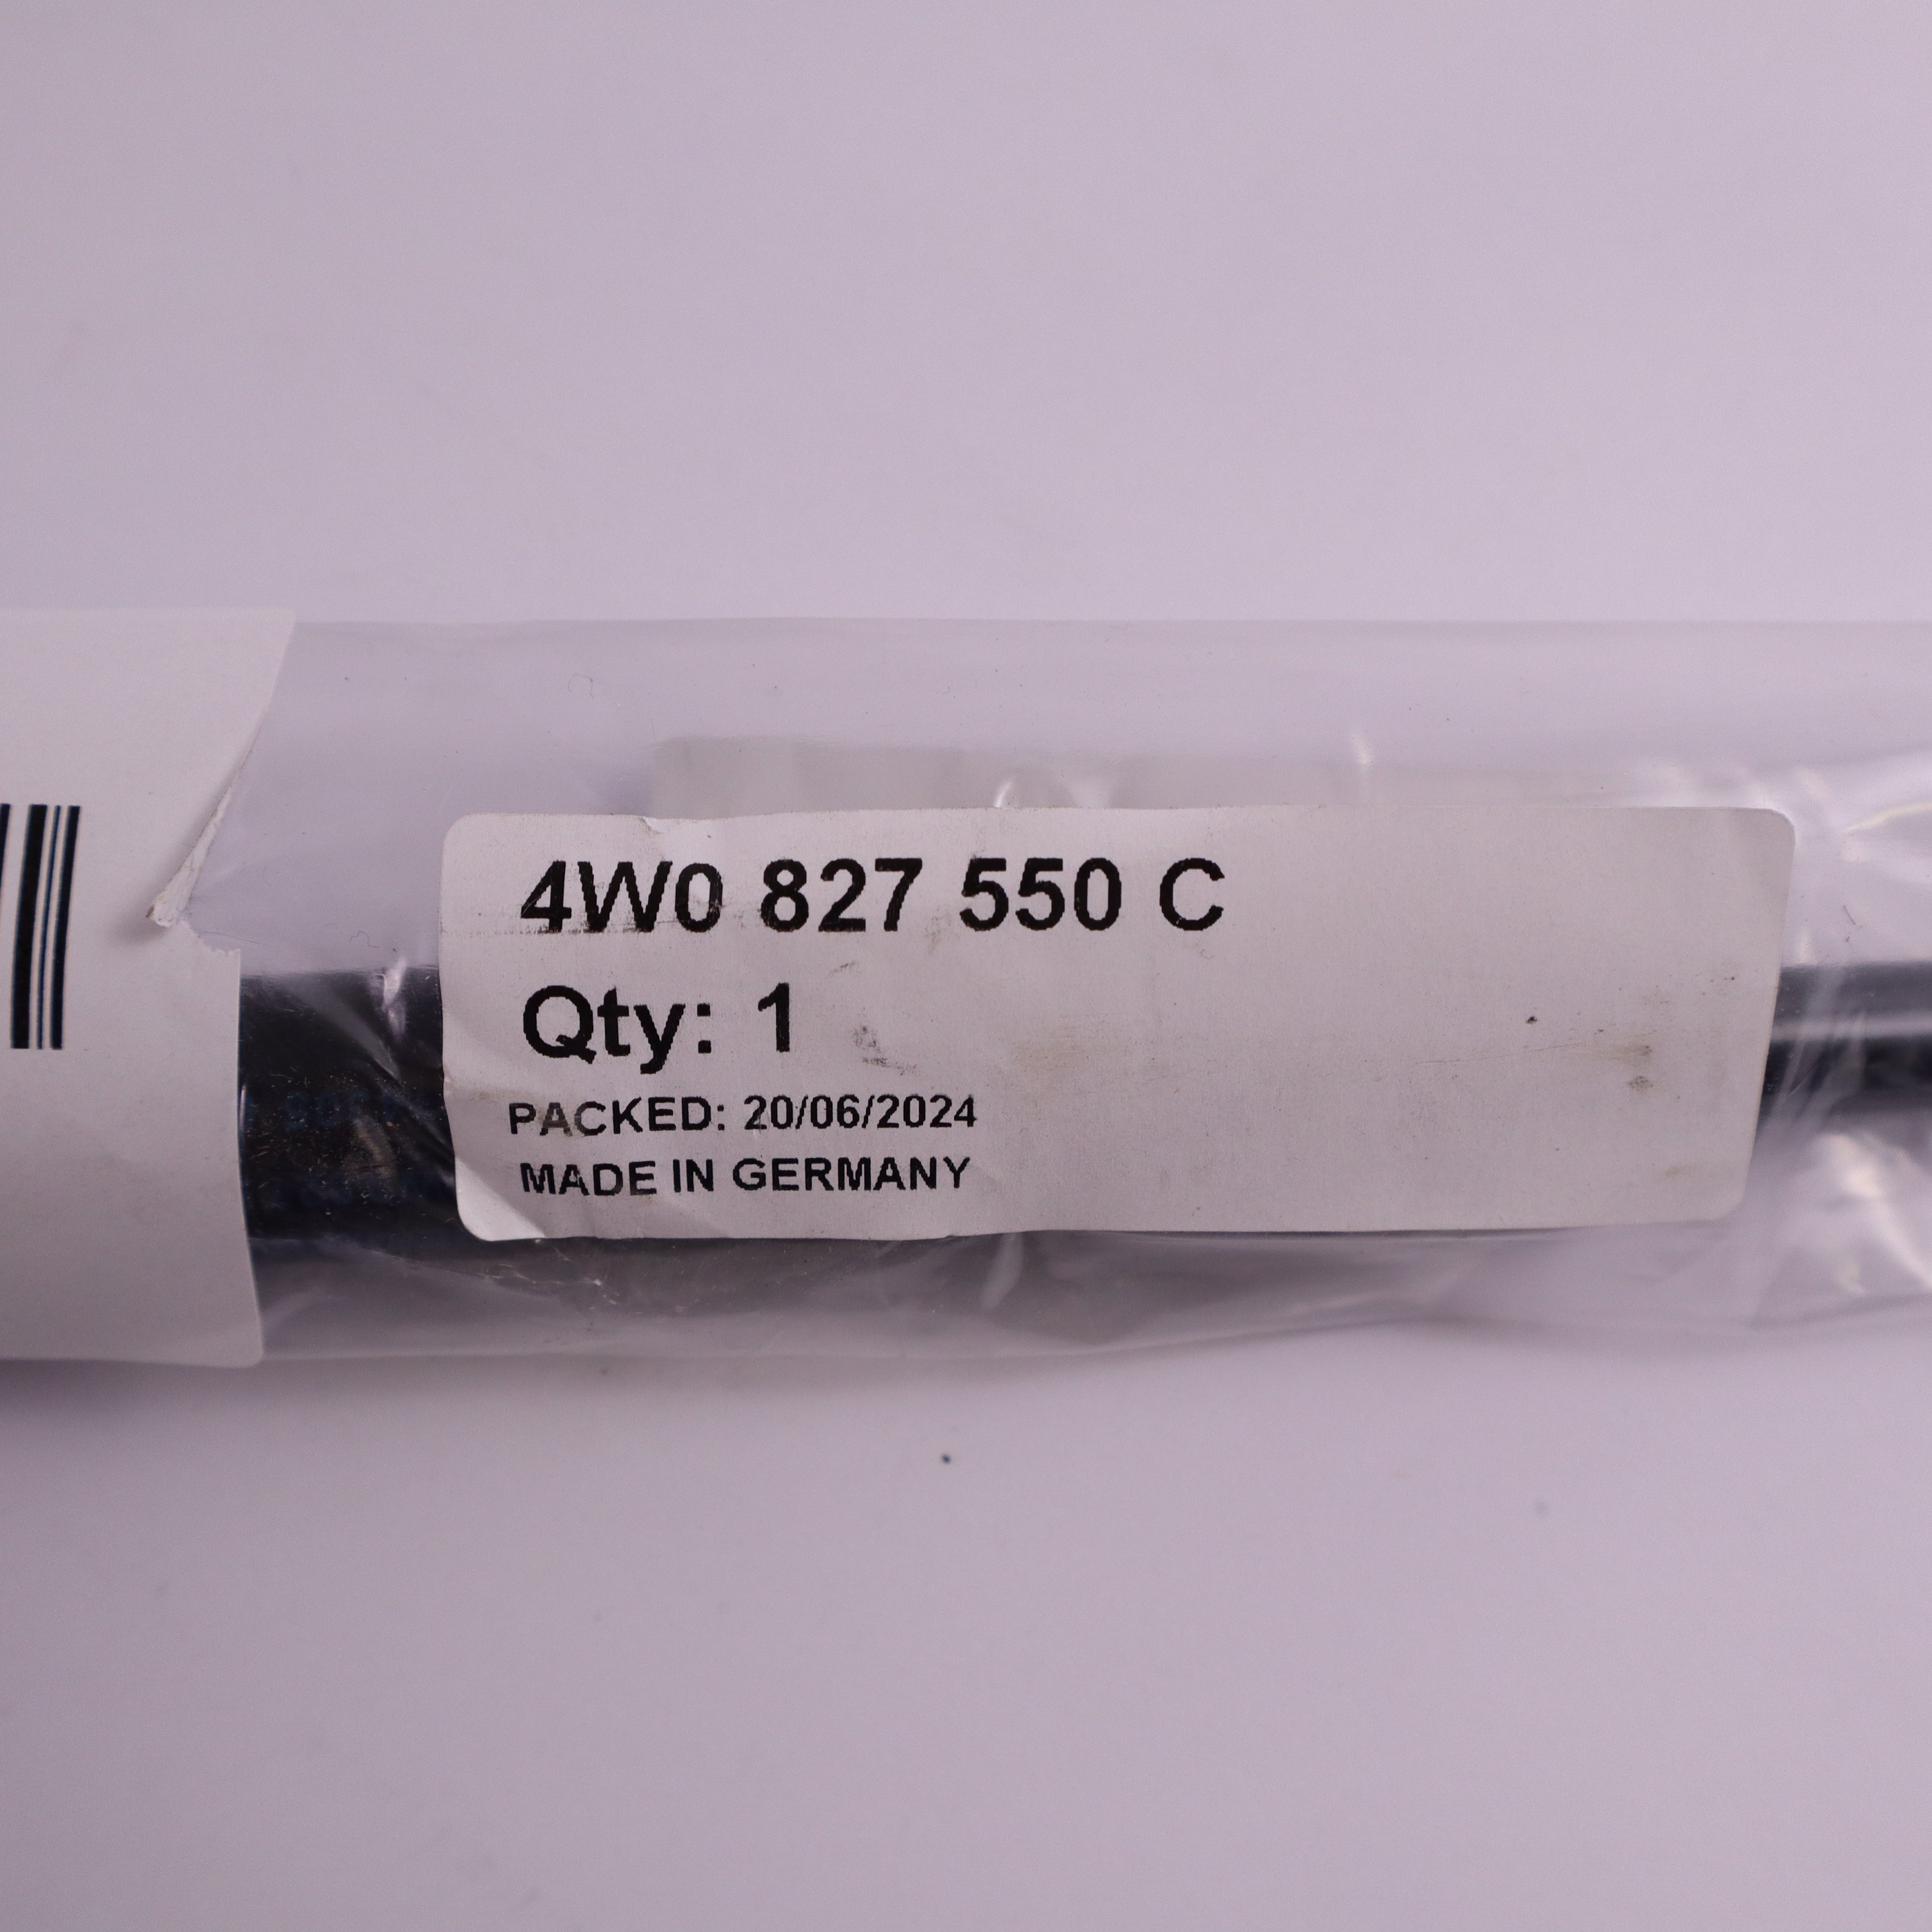 4W0 827 550 C
Qty: 1
PACKED: 20/06/2024
MADE IN GERMANY